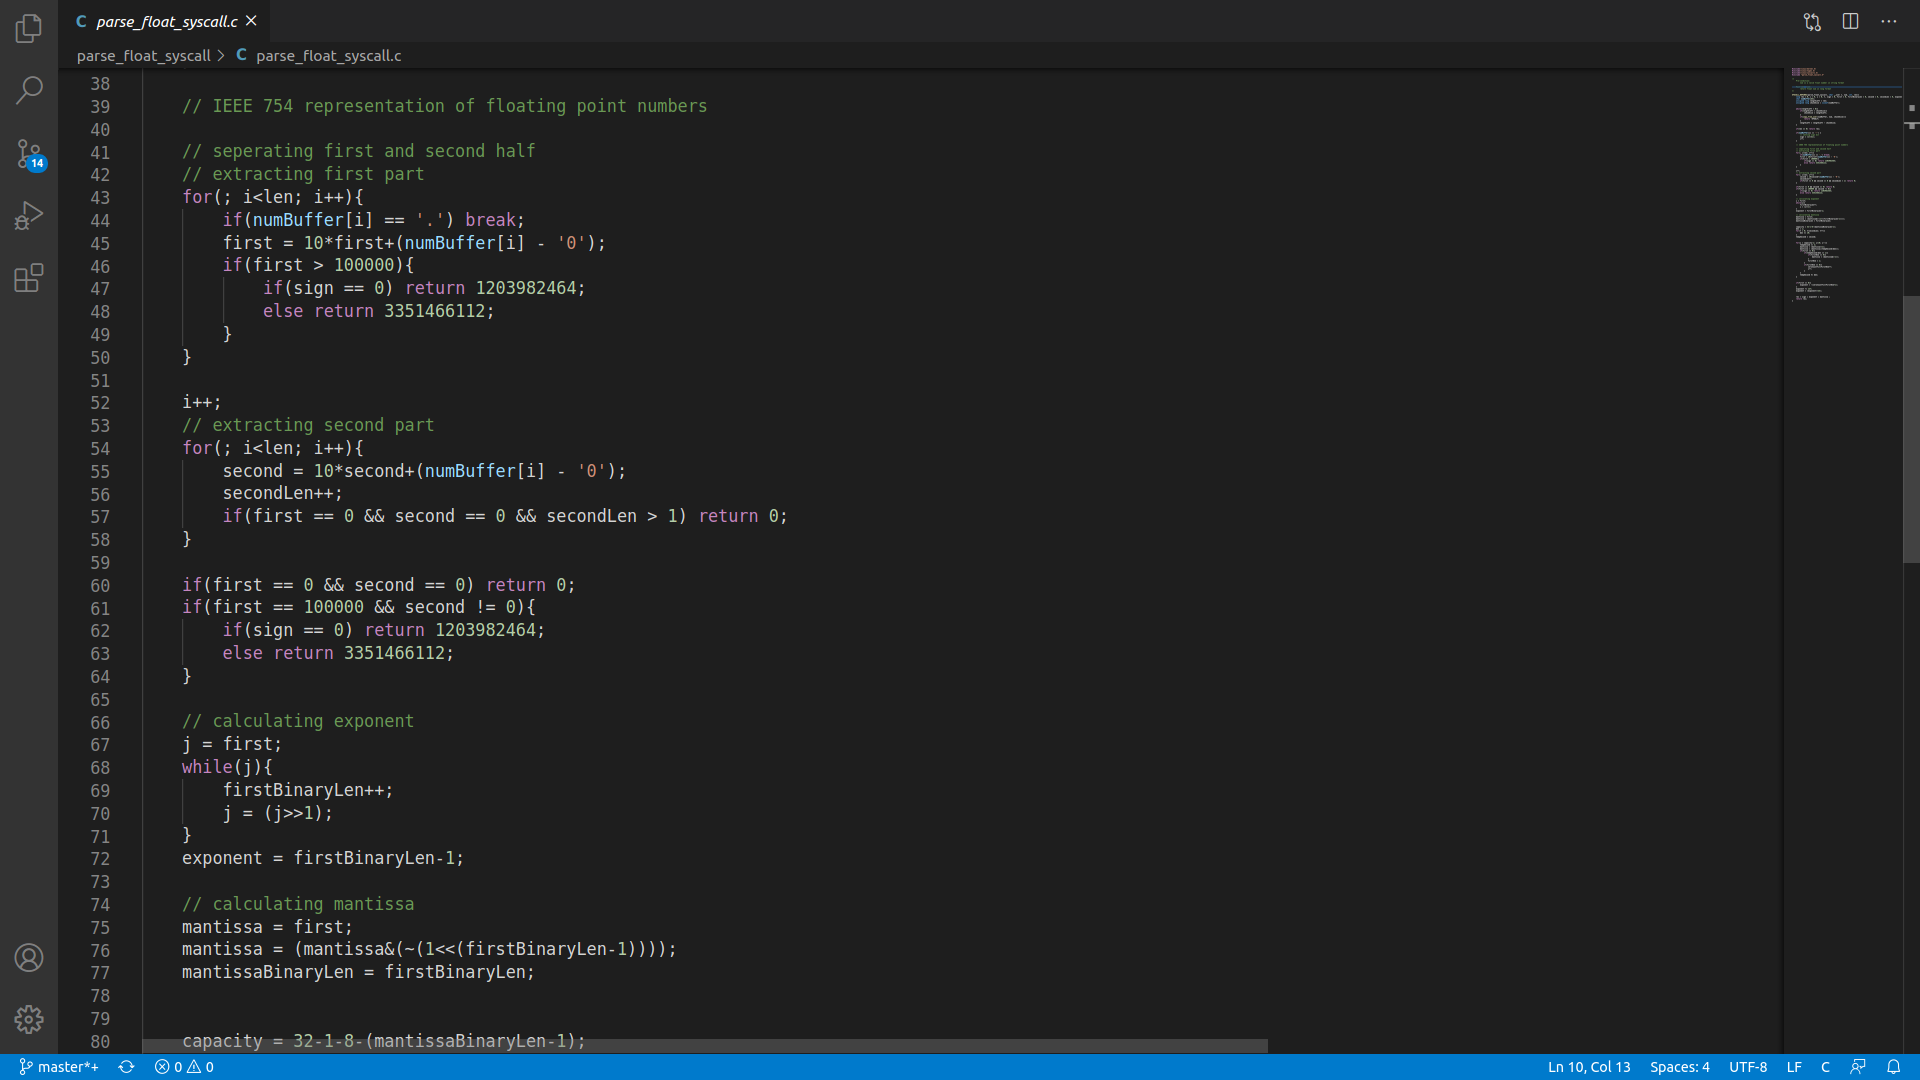 C parse_float_syscall.c ×
parse_float_syscall > C parse_float_syscall.c
38
39 // IEEE 754 representation of floating point numbers
40
41 // seperating first and second half
42 // extracting first part
43 for(; i<len; i++){
44 if(numBuffer[i] == '.') break;
45 first = 10*first+(numBuffer[i] - '0');
46 if(first > 100000){
47 if(sign == 0) return 1203982464;
48 else return 3351466112;
49 }
50 }
51
52 i++;
53 // extracting second part
54 for(; i<len; i++){
55 second = 10*second+(numBuffer[i] - '0');
56 secondLen++;
57 if(first == 0 && second == 0 && secondLen > 1) return 0;
58 }
59
60 if(first == 0 && second == 0) return 0;
61 if(first == 100000 && second != 0){
62 if(sign == 0) return 1203982464;
63 else return 3351466112;
64 }
65
66 // calculating exponent
67 j = first;
68 while(j){
69 firstBinaryLen++;
70 j = (j>>1);
71 }
72 exponent = firstBinaryLen-1;
73
74 // calculating mantissa
75 mantissa = first;
76 mantissa = (mantissa&(~(1<<(firstBinaryLen-1))));
77 mantissaBinaryLen = firstBinaryLen;
78
79
80 capacity = 32-1-8-(mantissaBinaryLen-1);
14
master*+ 0 0 Ln 10, Col 13 Spaces: 4 UTF-8 LF C